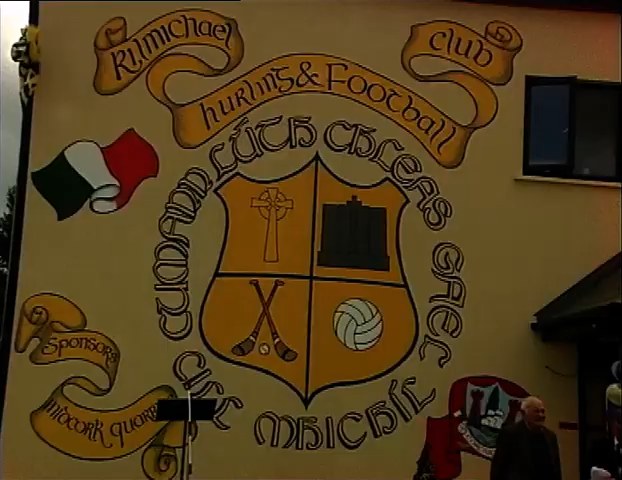 Kilmichael
Hurling & Football
Club
CUMANN LÚTH CHLEAS GAEL
CILL MHICHÍL
Sponsors
Midcork Quarr